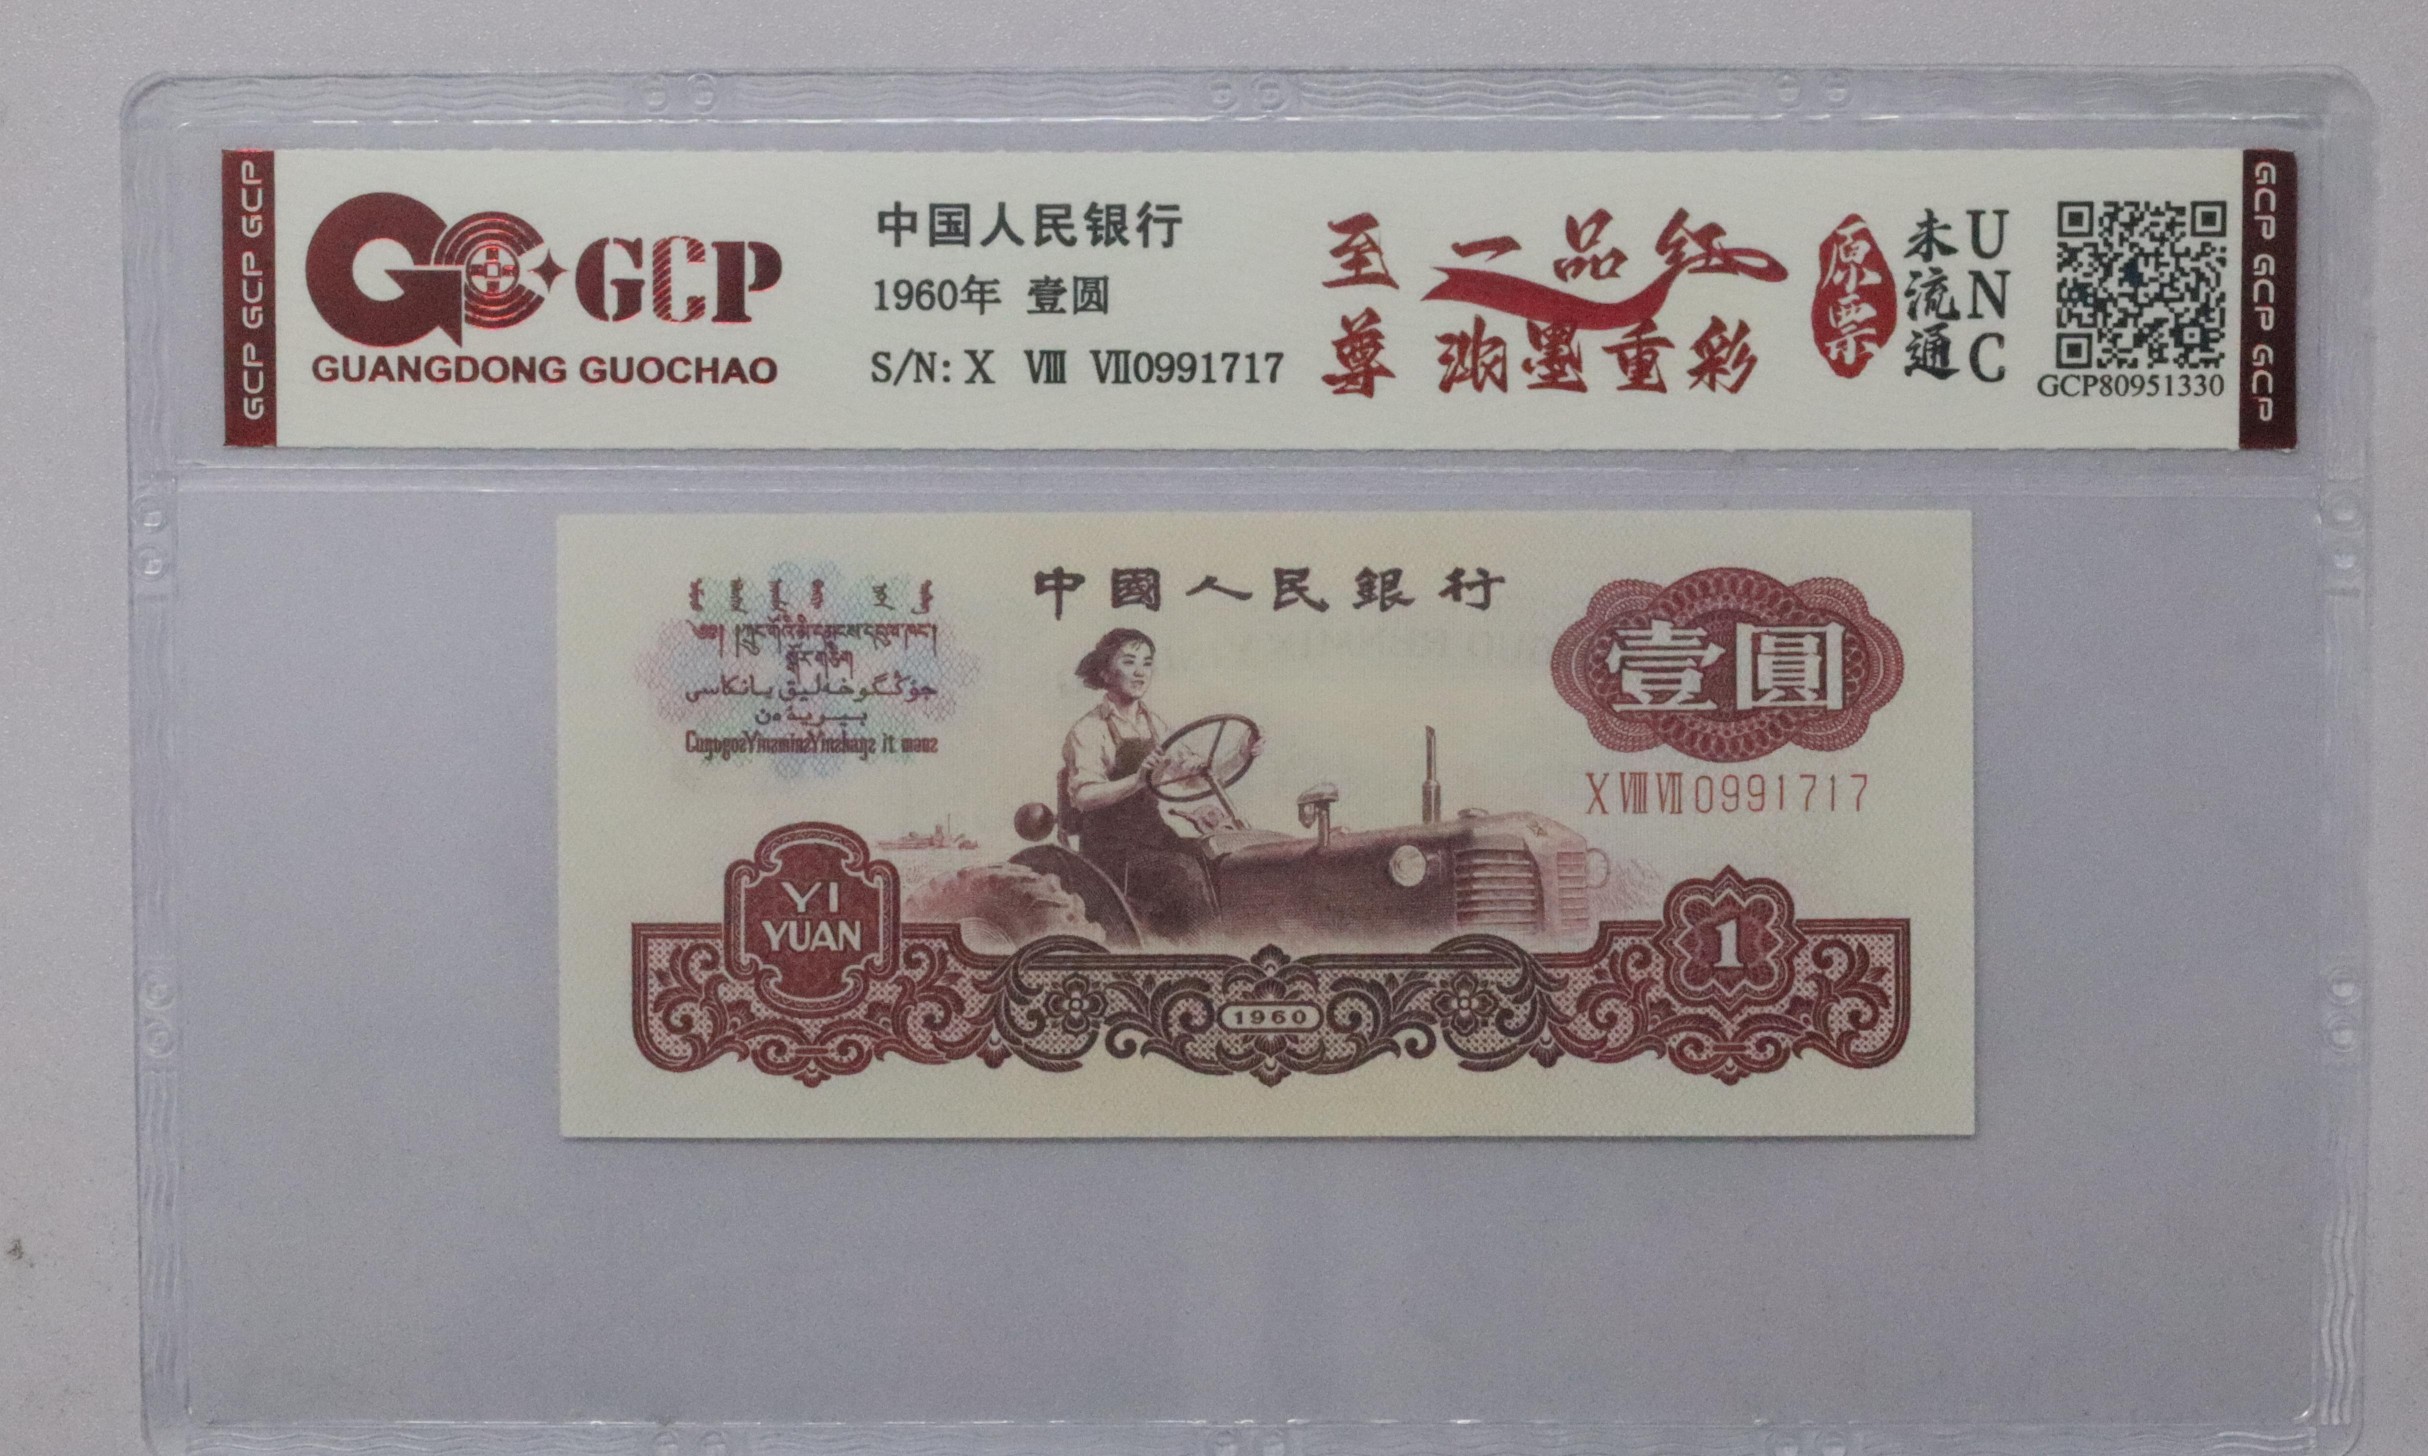 GCP GCP GCP
GCP
GUANGDONG GUOCHAO
中国人民银行
1960年 壹圆
S/N: X Ⅷ Ⅶ0991717
至尊
一品红
墨重彩
原票
未流通
UNC
GCP80951330
GCP GCP GCP
中國人民銀行
壹圓
X Ⅷ Ⅶ 0991717
YI
YUAN
1
1960